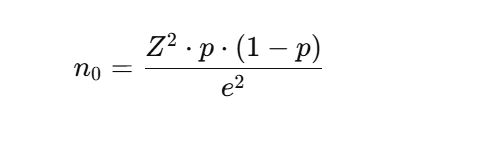 n₀ = Z² · p · (1 − p) / e²